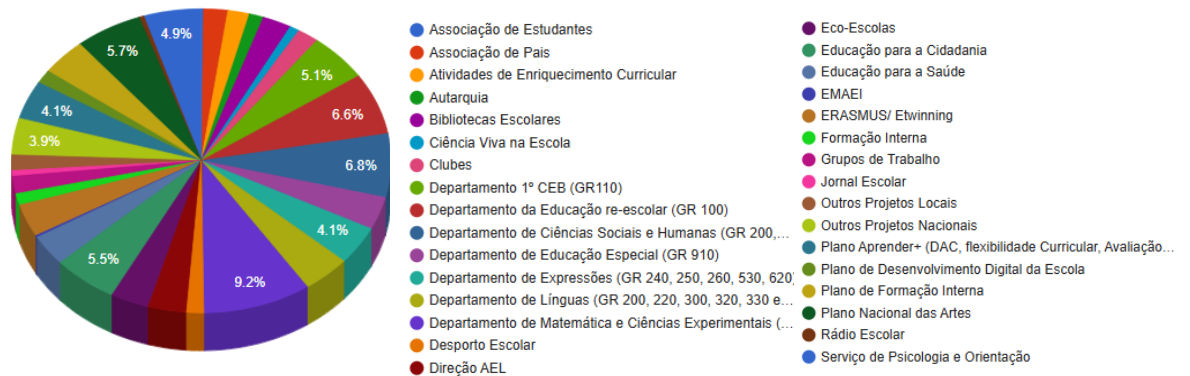 4.9%
5.7%
5.1%
6.6%
4.1%
3.9%
6.8%
4.1%
5.5%
9.2%
Associação de Estudantes
Associação de Pais
Atividades de Enriquecimento Curricular
Autarquia
Bibliotecas Escolares
Ciência Viva na Escola
Clubes
Departamento 1º CEB (GR110)
Departamento da Educação re-escolar (GR 100)
Departamento de Ciências Sociais e Humanas (GR 200,...
Departamento de Educação Especial (GR 910)
Departamento de Expressões (GR 240, 250, 260, 530, 620)
Departamento de Línguas (GR 200, 220, 300, 320, 330 e...
Departamento de Matemática e Ciências Experimentais (...
Desporto Escolar
Direção AEL
Eco-Escolas
Educação para a Cidadania
Educação para a Saúde
EMAEI
ERASMUS/ Etwinning
Formação Interna
Grupos de Trabalho
Jornal Escolar
Outros Projetos Locais
Outros Projetos Nacionais
Plano Aprender+ (DAC, flexibilidade Curricular, Avaliação...
Plano de Desenvolvimento Digital da Escola
Plano de Formação Interna
Plano Nacional das Artes
Rádio Escolar
Serviço de Psicologia e Orientação